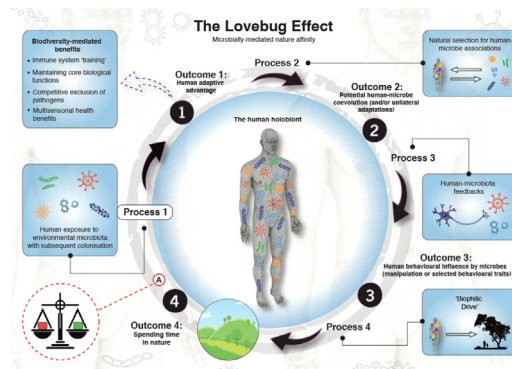 The Lovebug Effect
Microbially-mediated nature affinity
Biodiversity-mediated
benefits
• Immune system 'training'
• Maintaining core biological
functions
• Competitive exclusion of
pathogens
• Multisensorial health
benefits
Outcome 1:
Human adaptive
advantage
1
Process 2
Natural selection for human-
microbe associations
Outcome 2:
Potential human-microbe
coevolution (and/or unilateral
adaptations)
2
The human holobiont
Process 3
Human-microbiota
feedbacks
Process 1
Human exposure to
environmental microbiota
with subsequent colonisation
Outcome 3:
Human behavioural influence by microbes
(manipulation or selected behavioural traits)
3
A
4
Outcome 4:
Spending time
in nature
Process 4
'Biophilic
Drive'